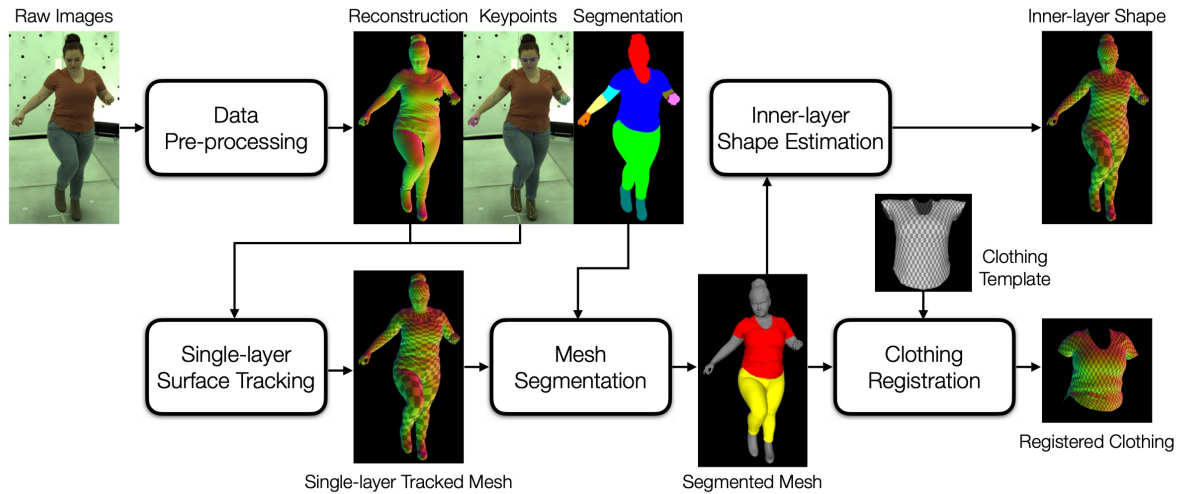 Raw Images
Reconstruction
Keypoints
Segmentation
Inner-layer Shape
Data
Pre-processing
Inner-layer
Shape Estimation
Clothing
Template
Single-layer
Surface Tracking
Mesh
Segmentation
Clothing
Registration
Single-layer Tracked Mesh
Segmented Mesh
Registered Clothing